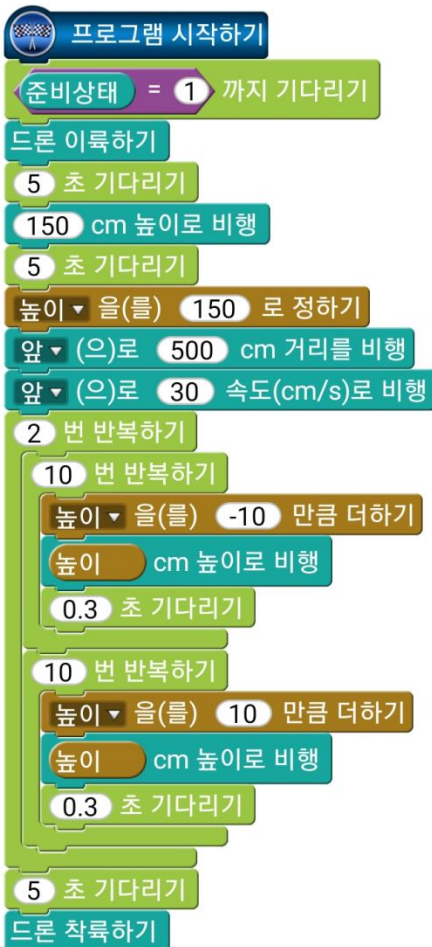 프로그램 시작하기
준비상태 = 1 까지 기다리기
드론 이륙하기
5 초 기다리기
150 cm 높이로 비행
5 초 기다리기
높이 을(를) 150 로 정하기
앞 (으)로 500 cm 거리를 비행
앞 (으)로 30 속도(cm/s)로 비행
2 번 반복하기
10 번 반복하기
높이 을(를) -10 만큼 더하기
높이 cm 높이로 비행
0.3 초 기다리기
10 번 반복하기
높이 을(를) 10 만큼 더하기
높이 cm 높이로 비행
0.3 초 기다리기
5 초 기다리기
드론 착륙하기